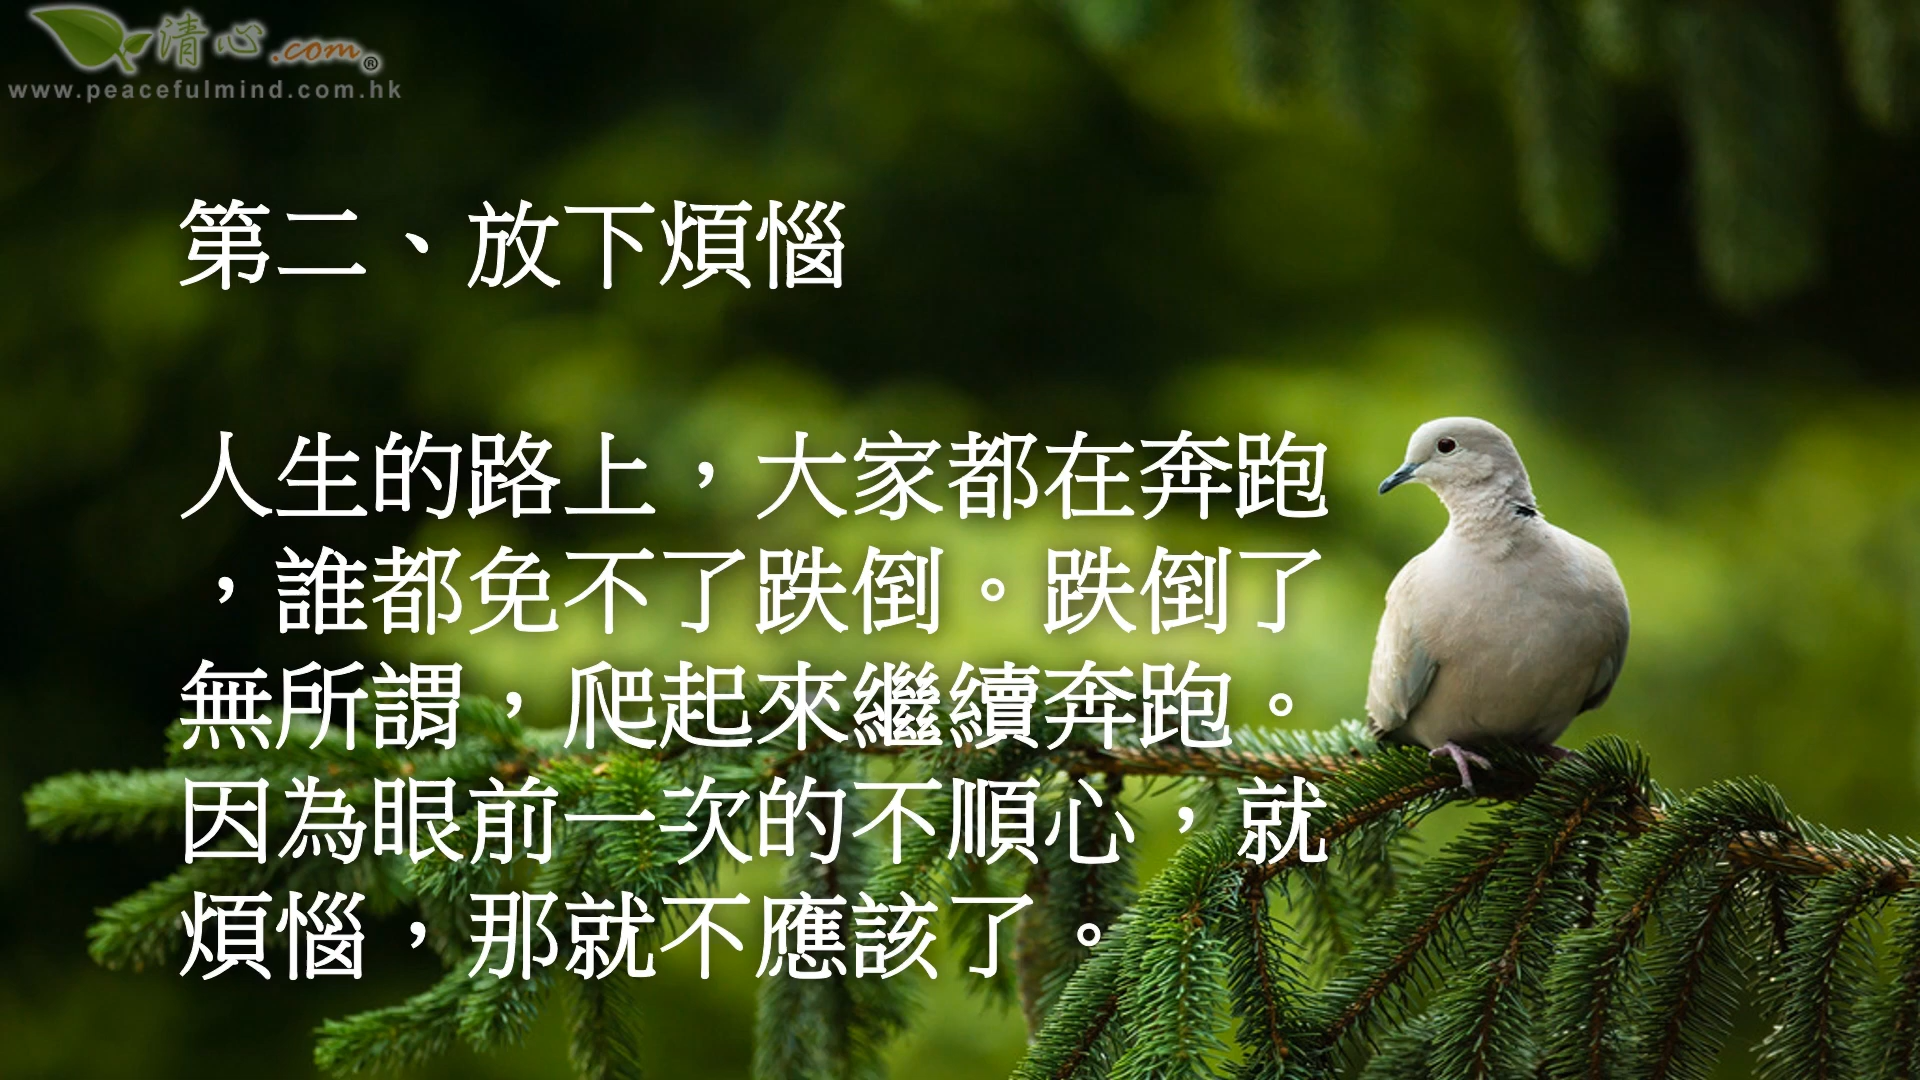 清心.com®
www.peacefulmind.com.hk
第二、放下煩惱
人生的路上，大家都在奔跑
，誰都免不了跌倒。跌倒了
無所謂，爬起來繼續奔跑。
因為眼前一次的不順心，就
煩惱，那就不應該了。